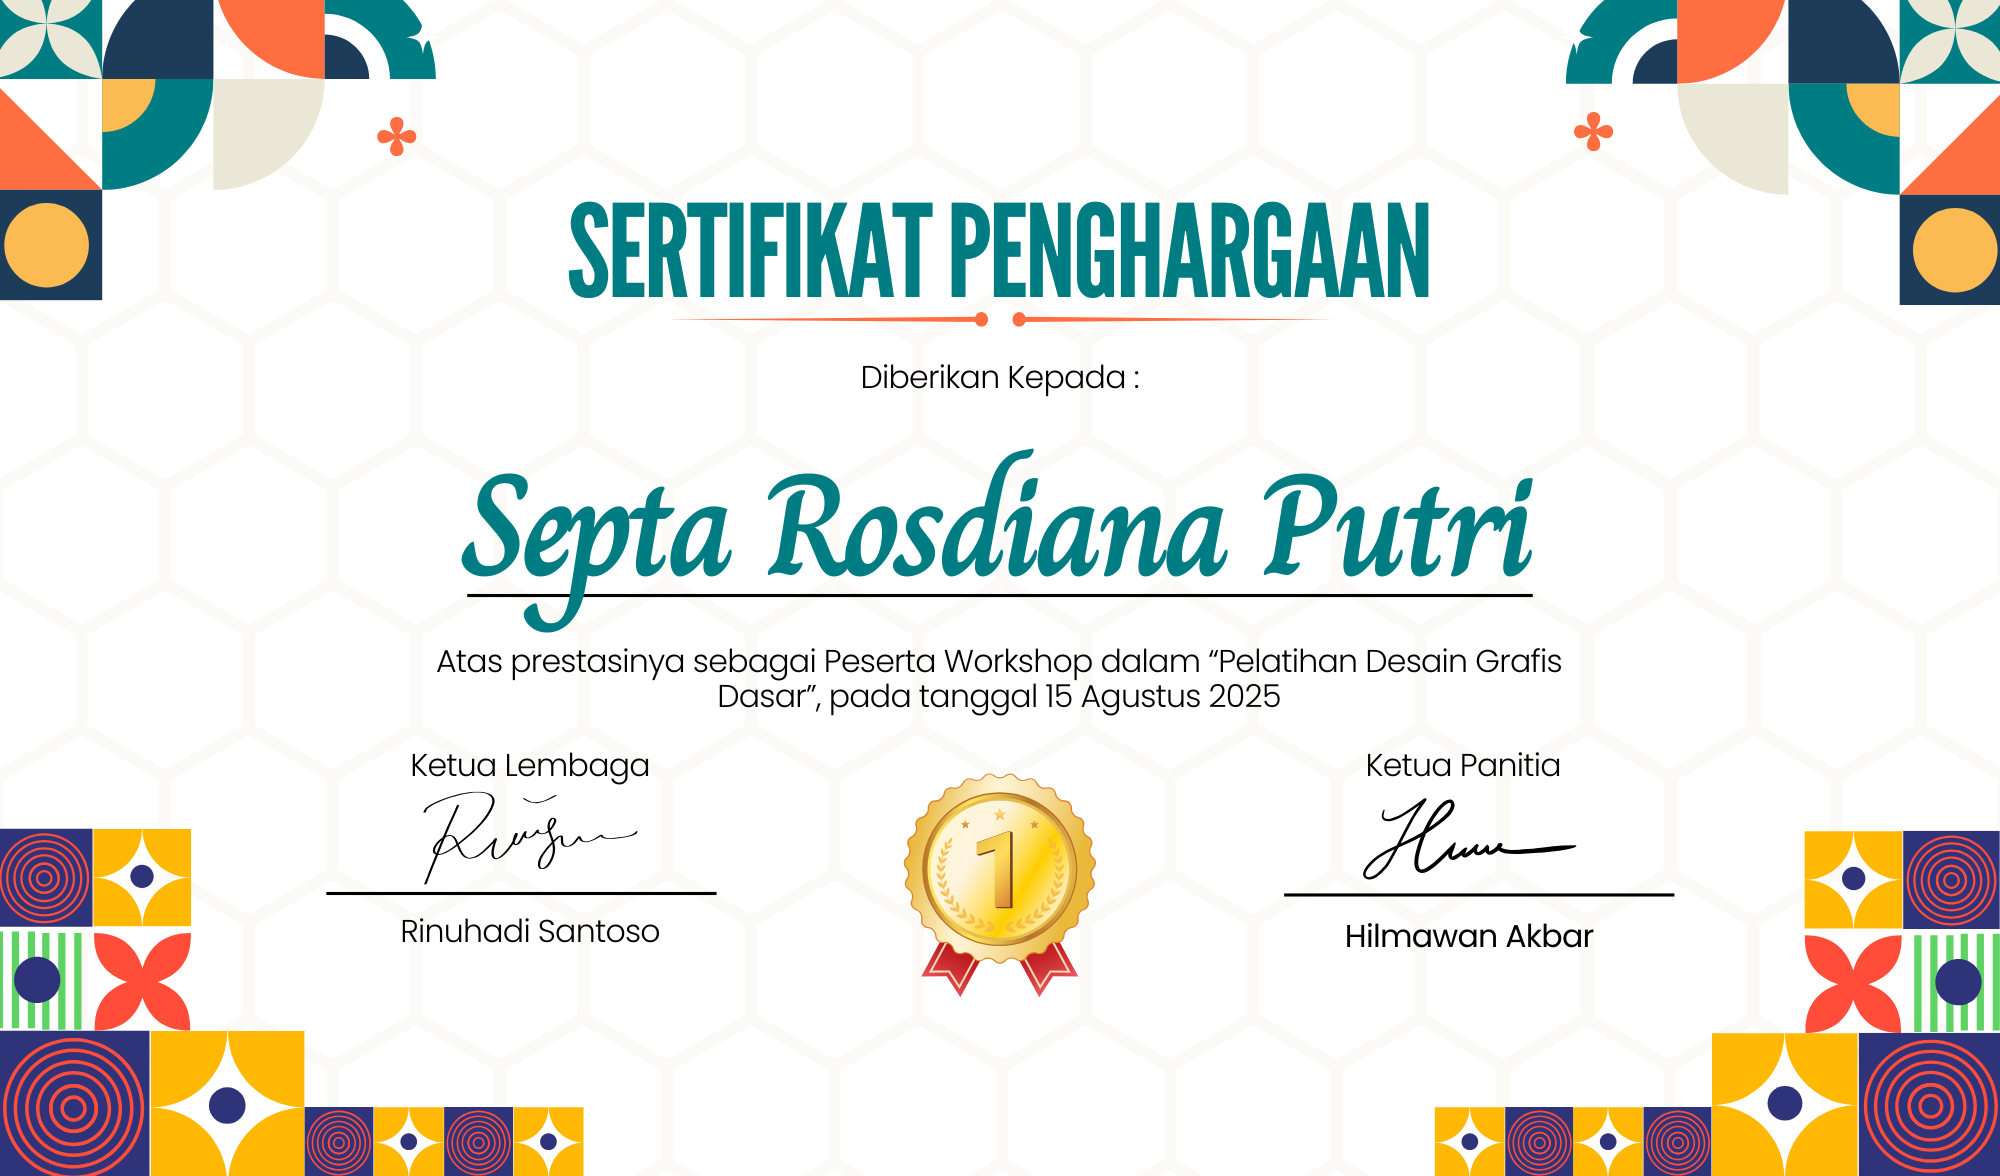 SERTIFIKAT PENGHARGAAN
Diberikan Kepada :
Septa Rosdiana Putri
Atas prestasinya sebagai Peserta Workshop dalam “Pelatihan Desain Grafis
Dasar”, pada tanggal 15 Agustus 2025
Ketua Lembaga
Ketua Panitia
1
Rinuhadi Santoso
Hilmawan Akbar